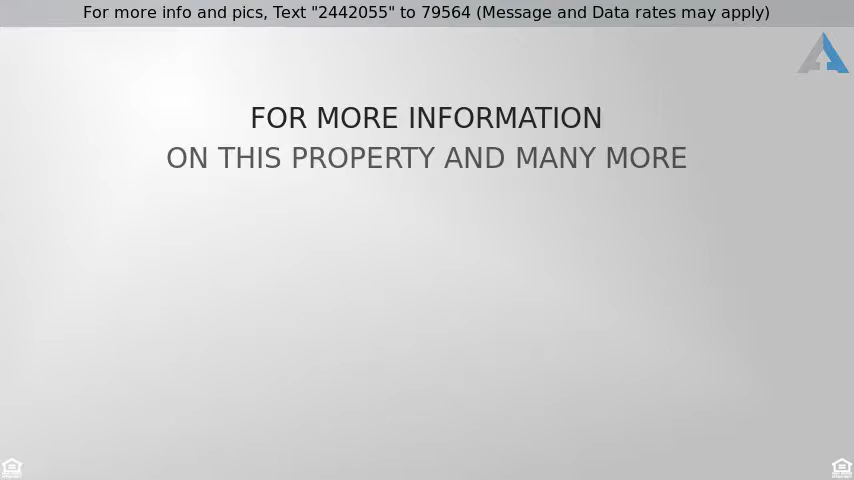 For more info and pics, Text "2442055" to 79564 (Message and Data rates may apply)
FOR MORE INFORMATION
ON THIS PROPERTY AND MANY MORE